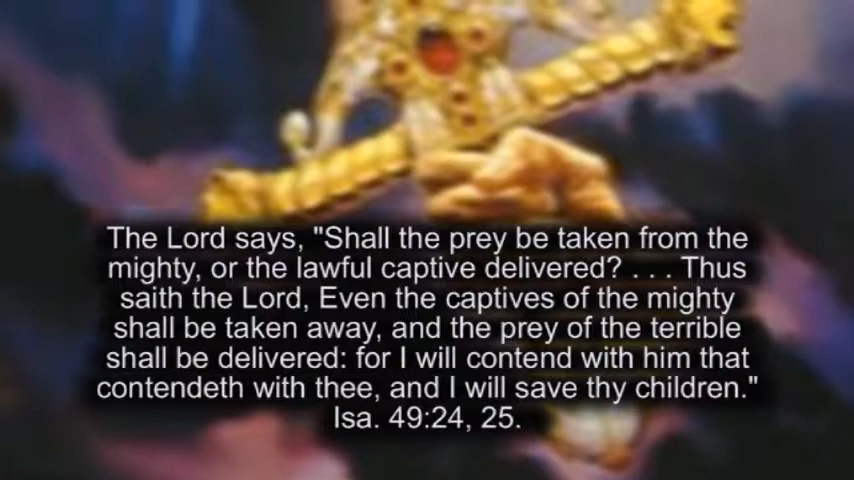 The Lord says, "Shall the prey be taken from the
mighty, or the lawful captive delivered? . . . Thus
saith the Lord, Even the captives of the mighty
shall be taken away, and the prey of the terrible
shall be delivered: for I will contend with him that
contendeth with thee, and I will save thy children."
Isa. 49:24, 25.